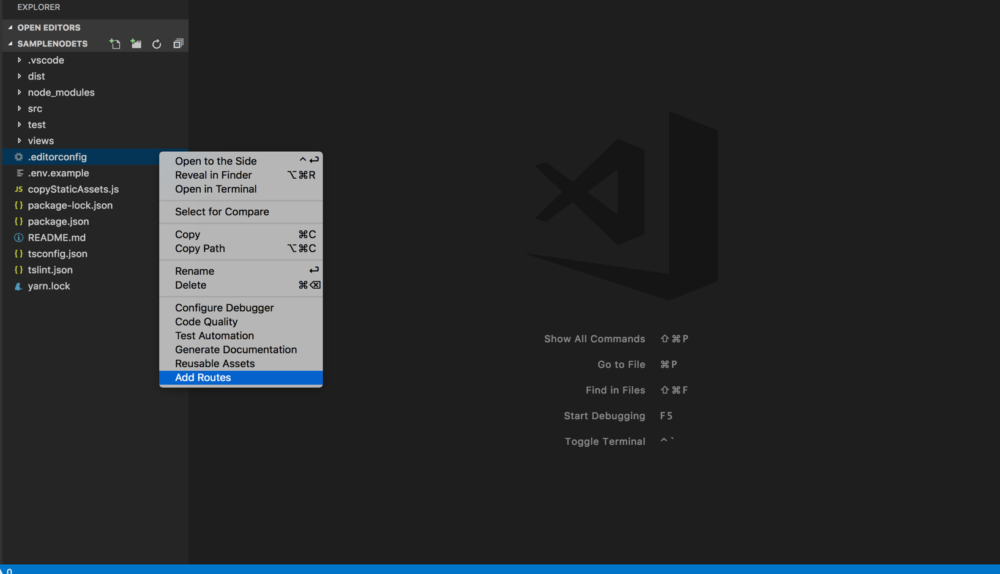 EXPLORER
OPEN EDITORS
SAMPLENODETS
.vscode
dist
node_modules
src
test
views
.editorconfig
.env.example
JS copyStaticAssets.js
{ } package-lock.json
{ } package.json
README.md
{ } tsconfig.json
{ } tslint.json
yarn.lock
Open to the Side ^↩
Reveal in Finder ⌥⌘R
Open in Terminal
Select for Compare
Copy ⌘C
Copy Path ⌥⌘C
Rename ↩
Delete ⌘⌫
Configure Debugger
Code Quality
Test Automation
Generate Documentation
Reusable Assets
Add Routes
Show All Commands ⇧⌘P
Go to File ⌘P
Find in Files ⇧⌘F
Start Debugging F5
Toggle Terminal ^`
0